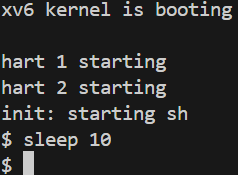 xv6 kernel is booting
hart 1 starting
hart 2 starting
init: starting sh
$ sleep 10
$